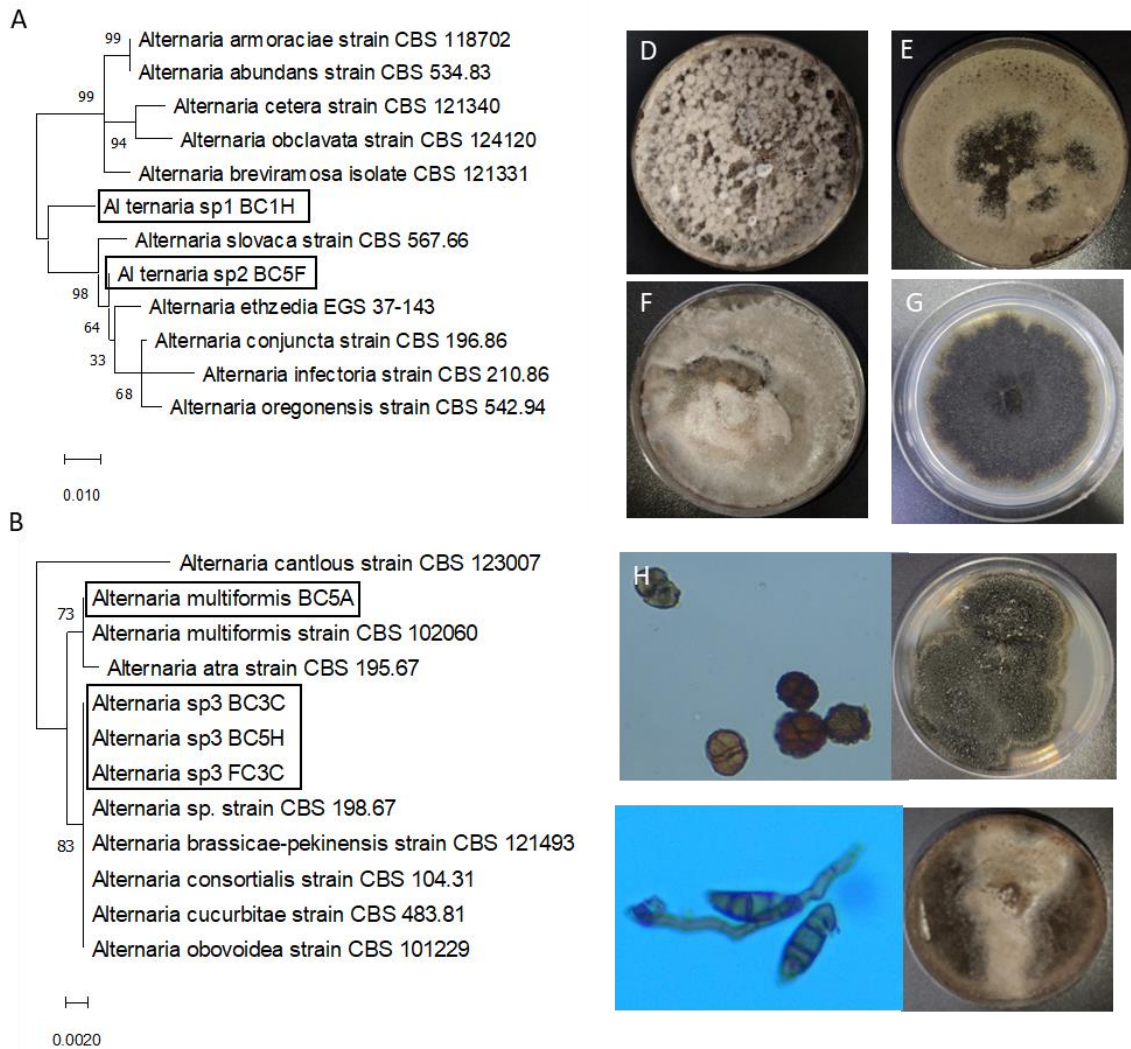 A
99
Alternaria armoraciae strain CBS 118702
Alternaria abundans strain CBS 534.83
99
Alternaria cetera strain CBS 121340
94
Alternaria obclavata strain CBS 124120
Alternaria breviramosa isolate CBS 121331
Al ternaria sp1 BC1H
Alternaria slovaca strain CBS 567.66
Al ternaria sp2 BC5F
98
Alternaria ethzedia EGS 37-143
64
Alternaria conjuncta strain CBS 196.86
33
Alternaria infectoria strain CBS 210.86
68
Alternaria oregonensis strain CBS 542.94
0.010
B
Alternaria cantlous strain CBS 123007
Alternaria multiformis BC5A
73
Alternaria multiformis strain CBS 102060
Alternaria atra strain CBS 195.67
Alternaria sp3 BC3C
Alternaria sp3 BC5H
Alternaria sp3 FC3C
Alternaria sp. strain CBS 198.67
83
Alternaria brassicae-pekinensis strain CBS 121493
Alternaria consortialis strain CBS 104.31
Alternaria cucurbitae strain CBS 483.81
Alternaria obovoidea strain CBS 101229
0.0020
D
E
F
G
H